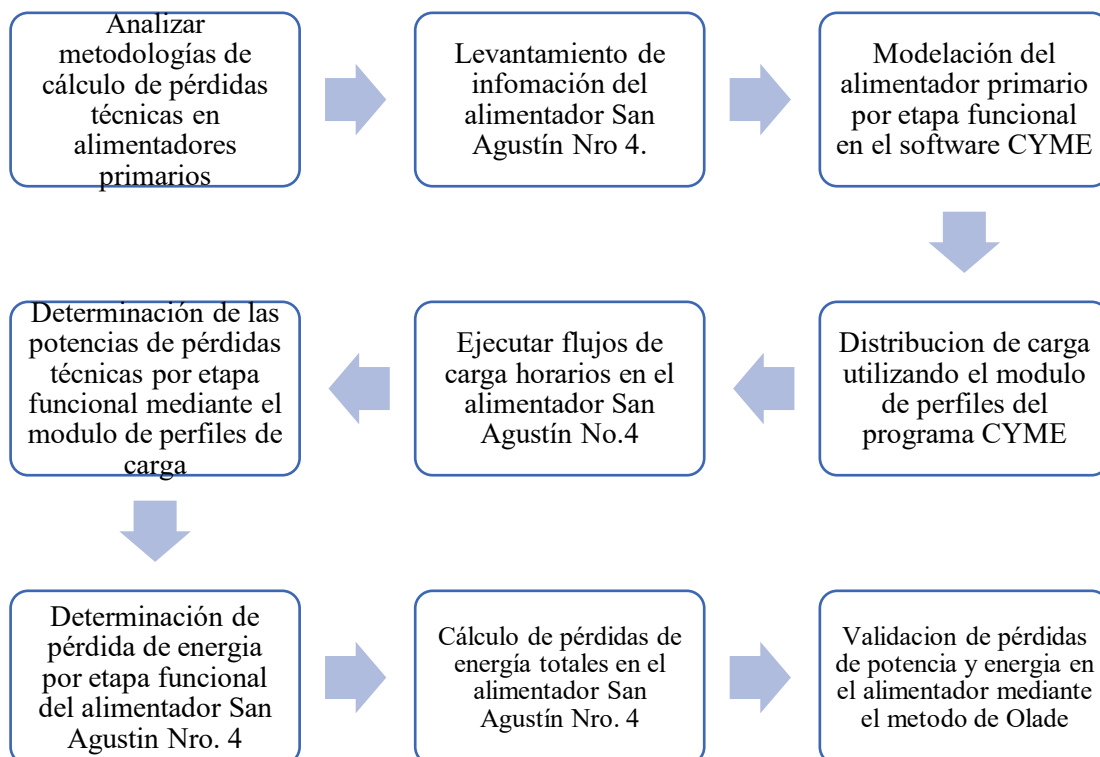 Analizar
metodologías de
cálculo de pérdidas
técnicas en
alimentadores
primarios
Levantamiento de
infomación del
alimentador San
Agustín Nro 4.
Modelación del
alimentador primario
por etapa funcional
en el software CYME
Distribucion de carga
utilizando el modulo
de perfiles del
programa CYME
Ejecutar flujos de
carga horarios en el
alimentador San
Agustín No.4
Determinación de las
potencias de pérdidas
técnicas por etapa
funcional mediante el
modulo de perfiles de
carga
Determinación de
pérdida de energia
por etapa funcional
del alimentador San
Agustin Nro. 4
Cálculo de pérdidas de
energía totales en el
alimentador San
Agustín Nro. 4
Validacion de pérdidas
de potencia y energia en
el alimentador mediante
el metodo de Olade